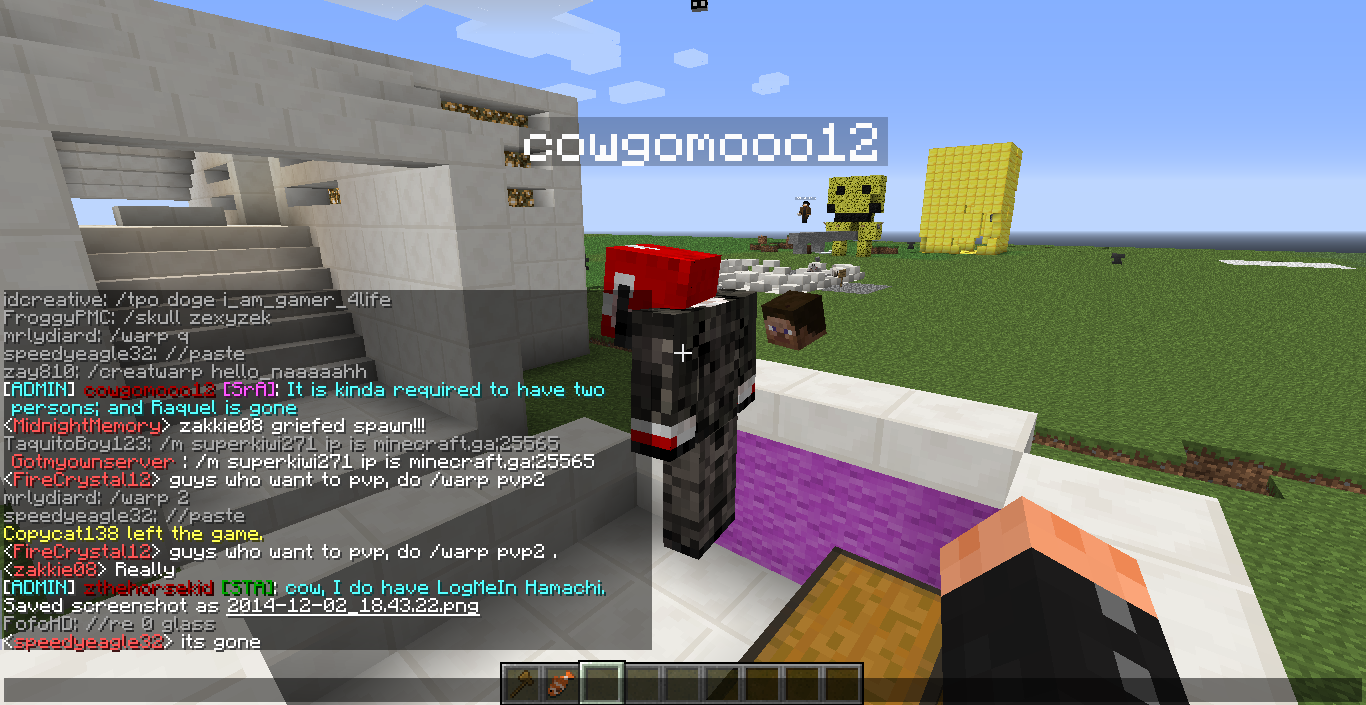 cowgomooo12
idcreative: /tpo doge i_am_gamer_4life
FroggyPMC: /skull zexyzek
mrlydiard: /warp q
speedyeagle32: //paste
zay810: /creatwarp hello_naaaaahh
[ADMIN] cowgomooo12 [SrA]: It is kinda required to have two
persons; and Raquel is gone
<MidnightMemory> zakkie08 griefed spawn!!!
TaquitoBoy123: /m superkiwi271 ip is minecraft.ga:25565
Gotmyownserver : /m superkiwi271 ip is minecraft.ga:25565
<FireCrystal12> guys who want to pvp, do /warp pvp2
mrlydiard: /warp 2
speedyeagle32: //paste
Copycat138 left the game.
<FireCrystal12> guys who want to pvp, do /warp pvp2 .
<zakkie08> Really
[ADMIN] zthehorsekid [STA]: cow, I do have LogMeIn Hamachi.
Saved screenshot as 2014-12-02_18.43.22.png
FofoHD: //re 0 glass
<speedyeagle32> its gone